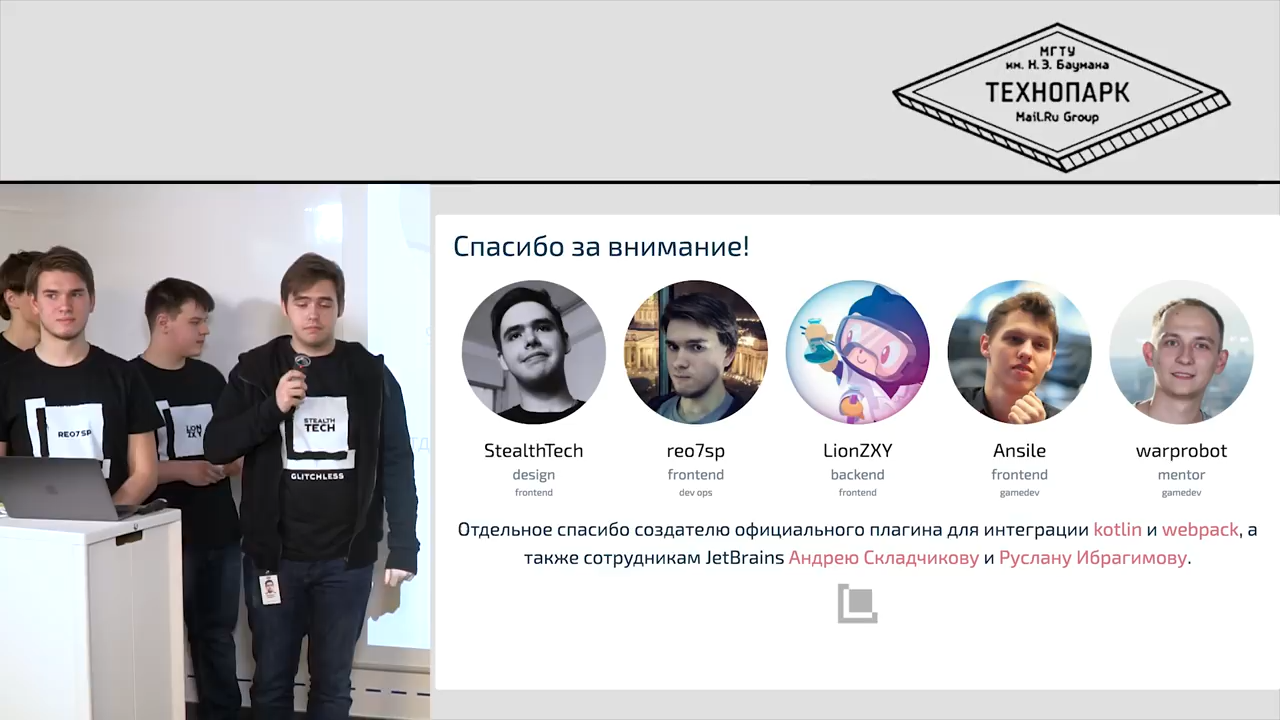 МГТУ
им. Н.Э. Баумана
ТЕХНОПАРК
Mail.Ru Group
REO7SP
LION
ZXY
STEALTH
TECH
GLITCHLESS
Спасибо за внимание!
StealthTech
reo7sp
LionZXY
Ansile
warprobot
design
frontend
backend
frontend
mentor
frontend
dev ops
frontend
gamedev
gamedev
Отдельное спасибо создателю официального плагина для интеграции kotlin и webpack, а
также сотрудникам JetBrains Андрею Складчикову и Руслану Ибрагимову.